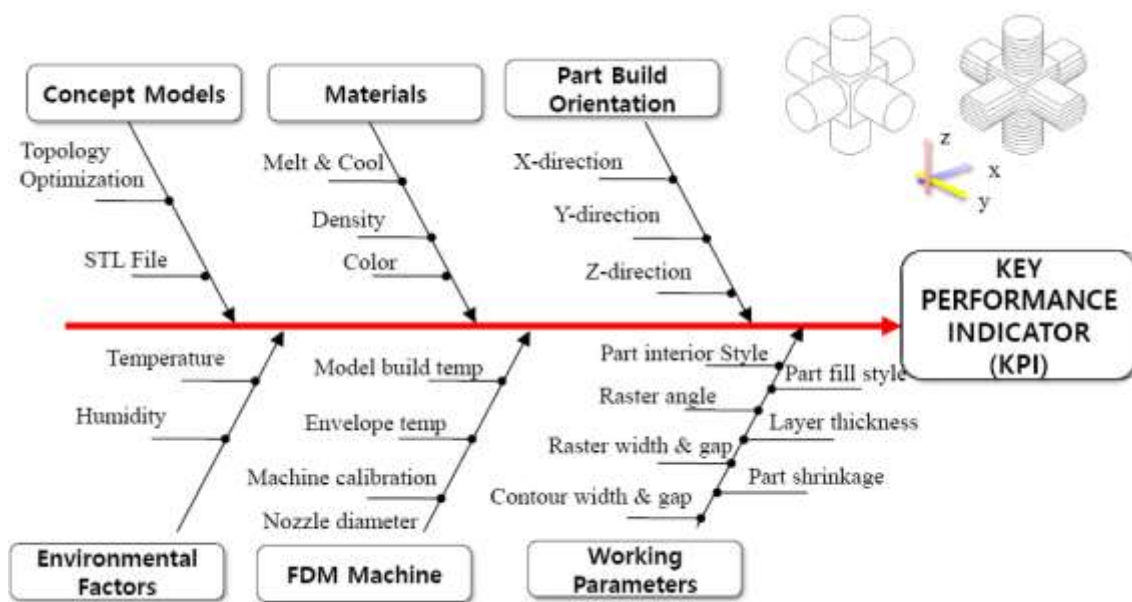 Concept Models
Materials
Part Build
Orientation
Topology
Optimization
STL File
Melt & Cool
Density
Color
X-direction
Y-direction
Z-direction
z
x
y
KEY
PERFORMANCE
INDICATOR
(KPI)
Temperature
Humidity
Model build temp
Envelope temp
Machine calibration
Nozzle diameter
Part interior Style
Part fill style
Raster angle
Layer thickness
Raster width & gap
Part shrinkage
Contour width & gap
Environmental
Factors
FDM Machine
Working
Parameters